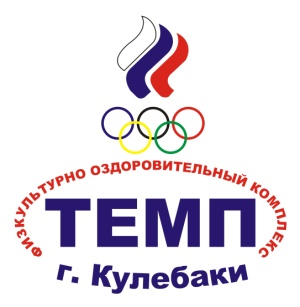 ФИЗКУЛЬТУРНО ОЗДОРОВИТЕЛЬНЫЙ КОМПЛЕКС
ТЕМП
г. Кулебаки